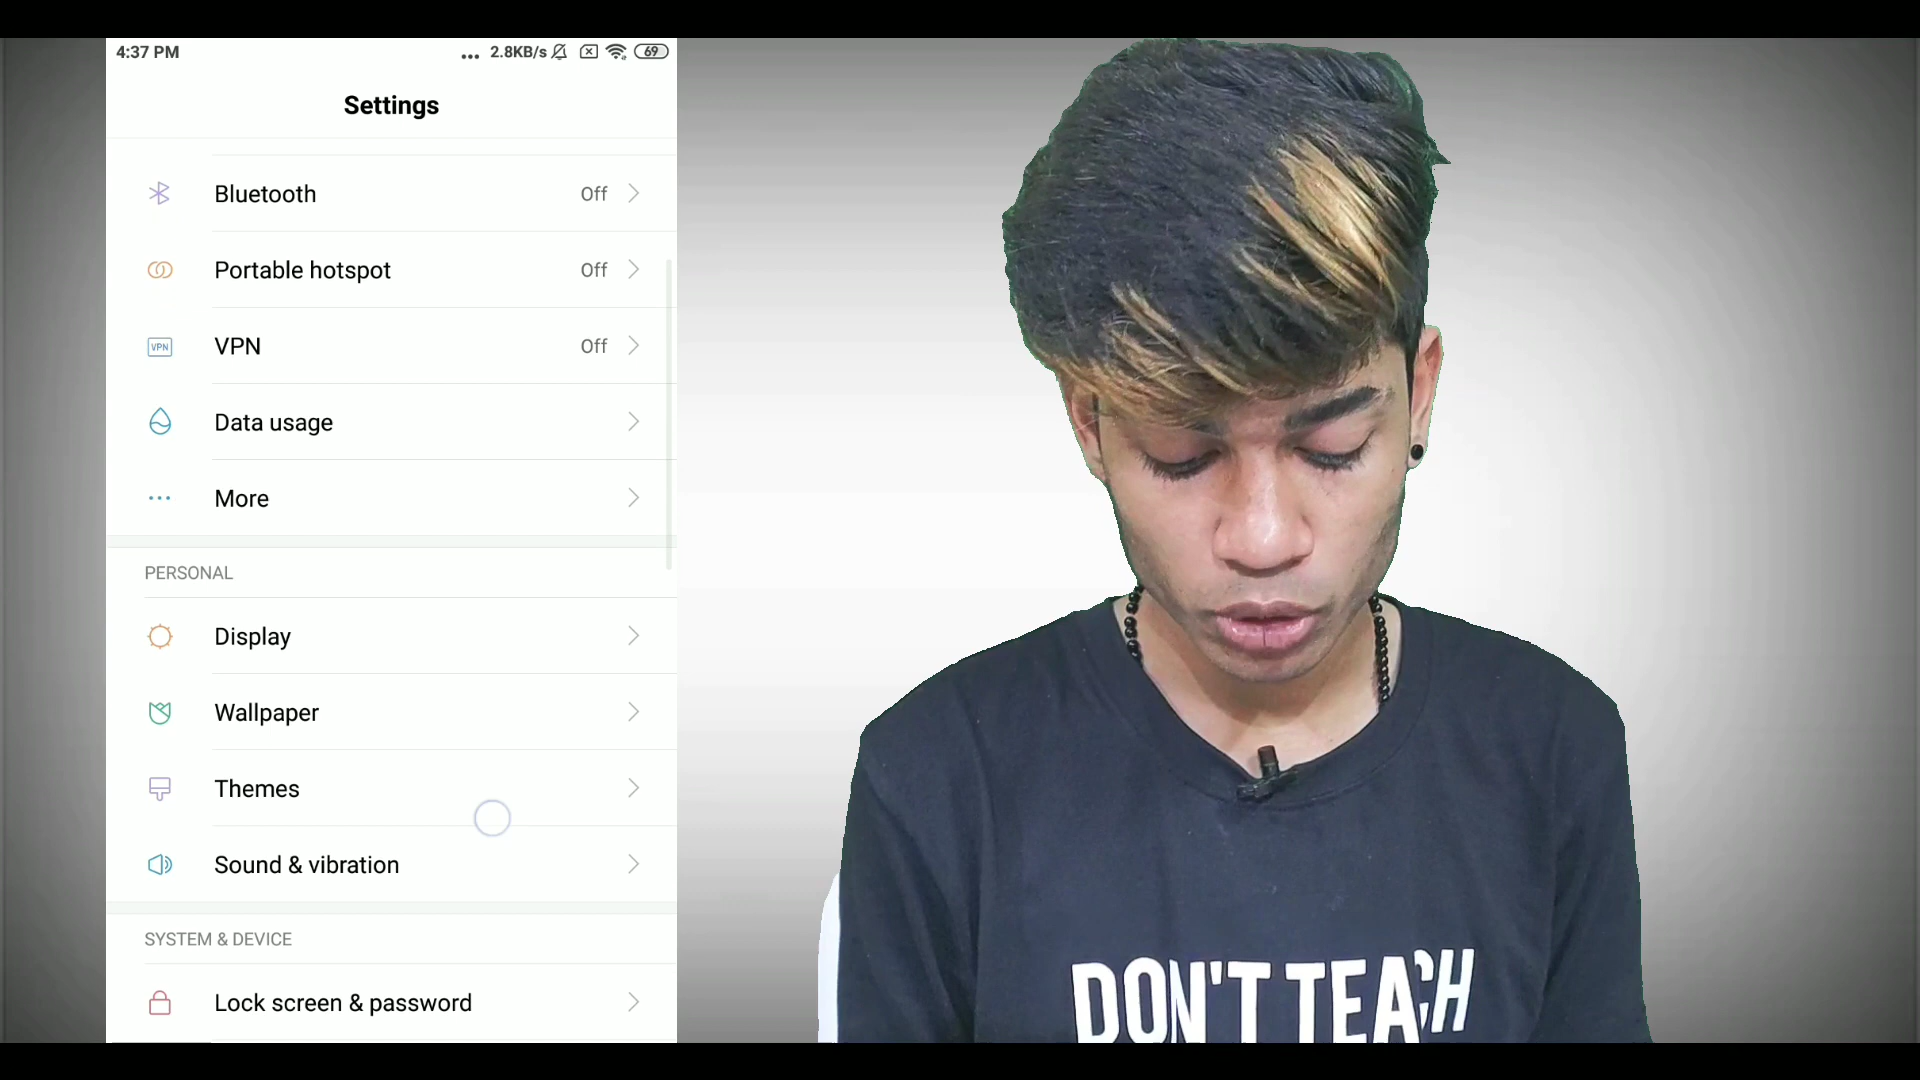 4:37 PM ... 2.8KB/s 69
Settings
Bluetooth Off
Portable hotspot Off
VPN VPN Off
Data usage
More
PERSONAL
Display
Wallpaper
Themes
Sound & vibration
SYSTEM & DEVICE
Lock screen & password
DON'T TEACH